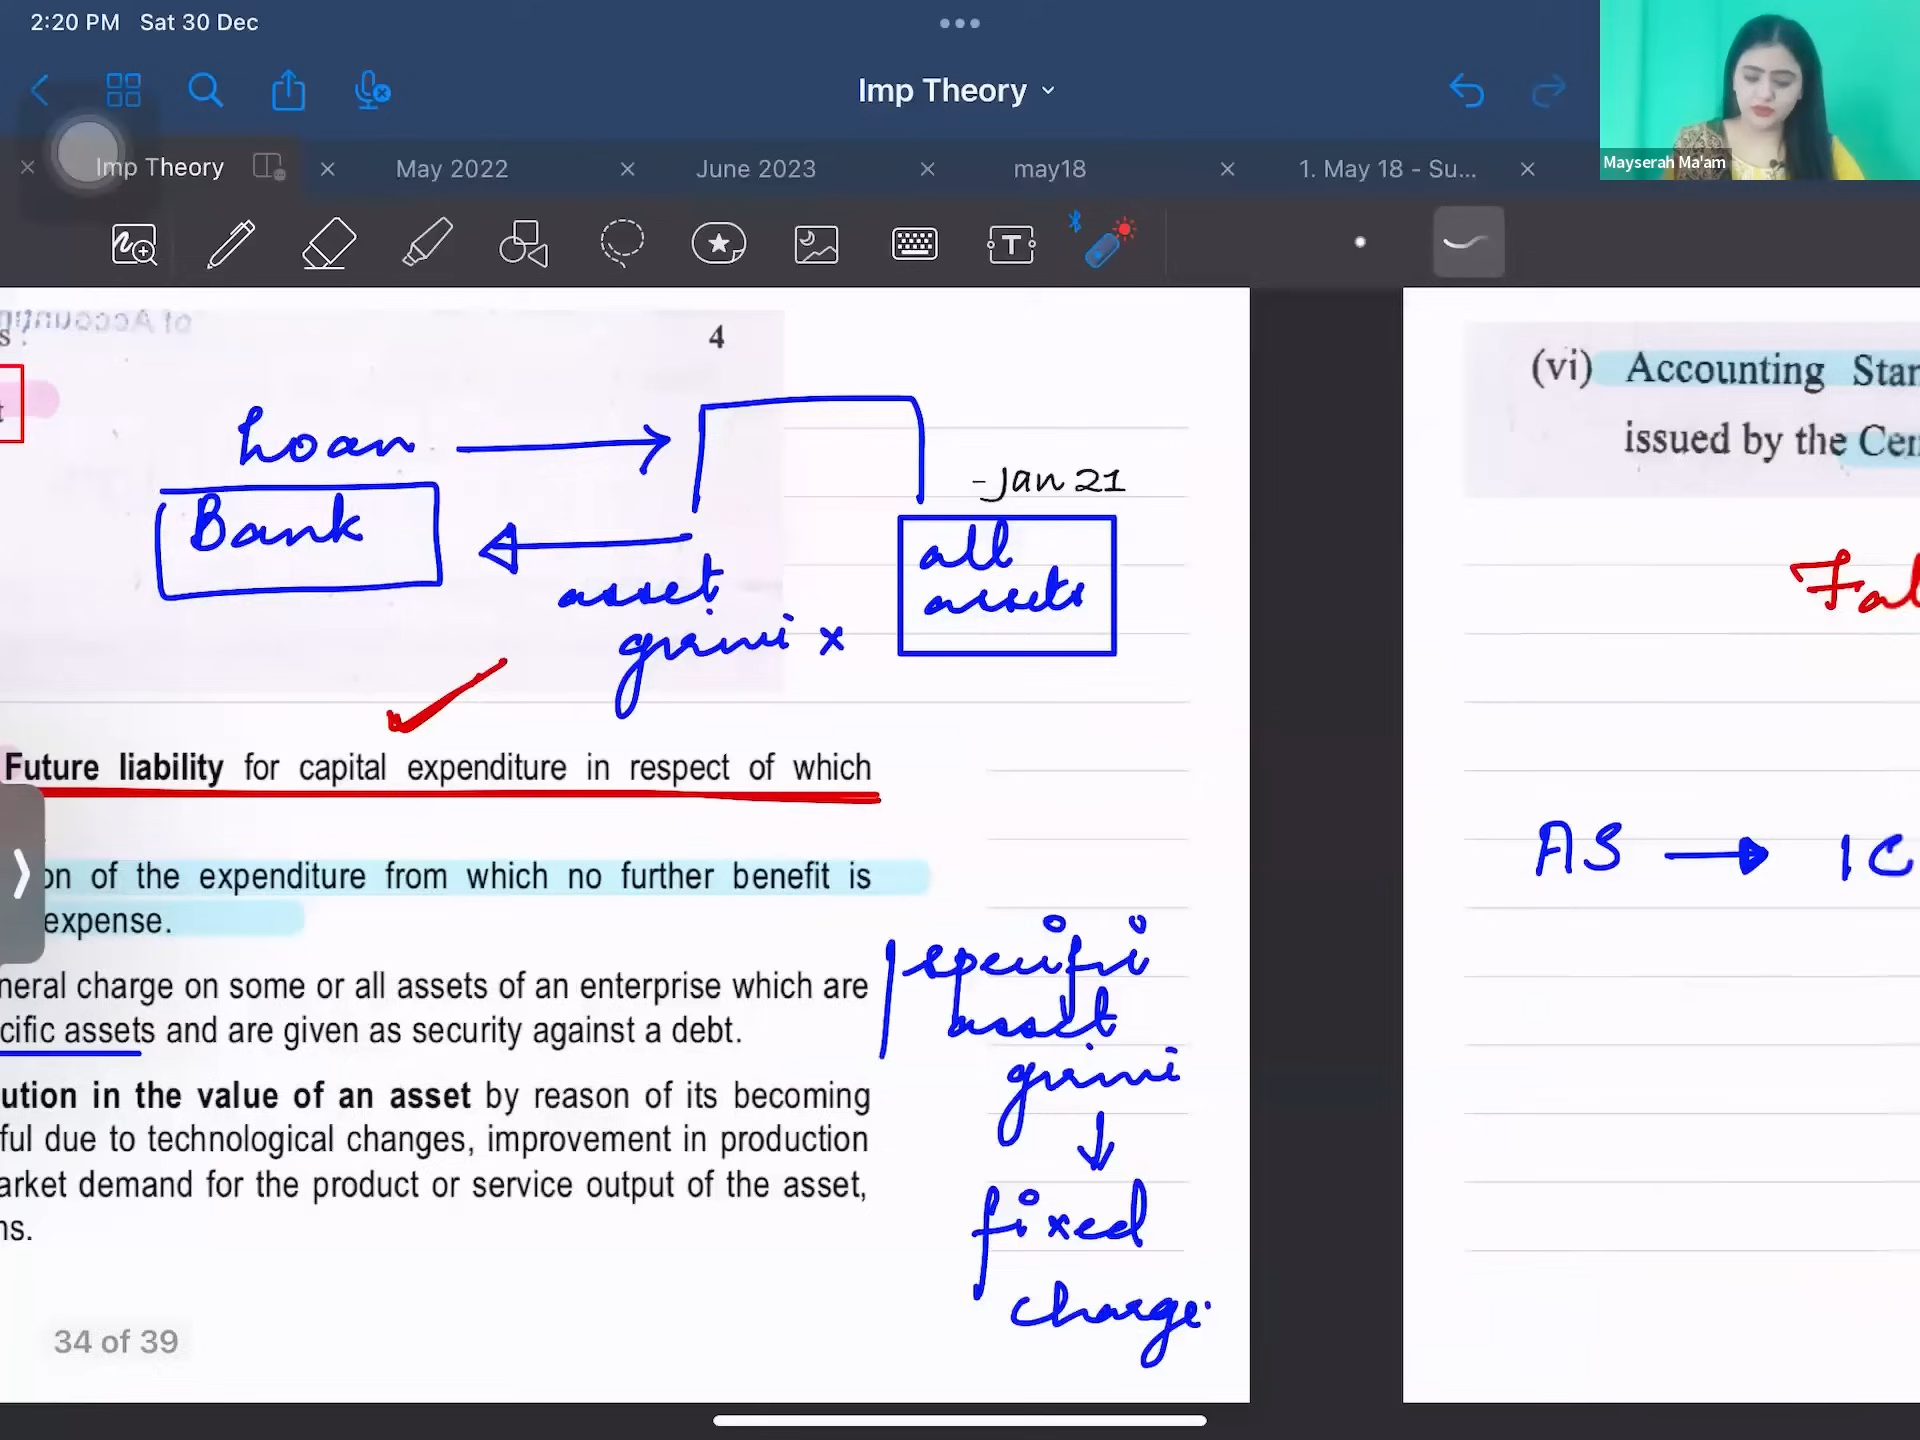 2:20 PM Sat 30 Dec
Imp Theory
Mayserah Ma'am
Imp Theory
May 2022
June 2023
may18
1. May 18 - Su...
T
4
Loan
Bank
asset
x
-Jan 21
all
assets
Future liability for capital expenditure in respect of which
on of the expenditure from which no further benefit is
expense.
neral charge on some or all assets of an enterprise which are
cific assets and are given as security against a debt.
ution in the value of an asset by reason of its becoming
ful due to technological changes, improvement in production
arket demand for the product or service output of the asset,
ns.
asset
fixed
charge.
34 of 39
(vi) Accounting Star
issued by the Cen
Fal
AS → IC